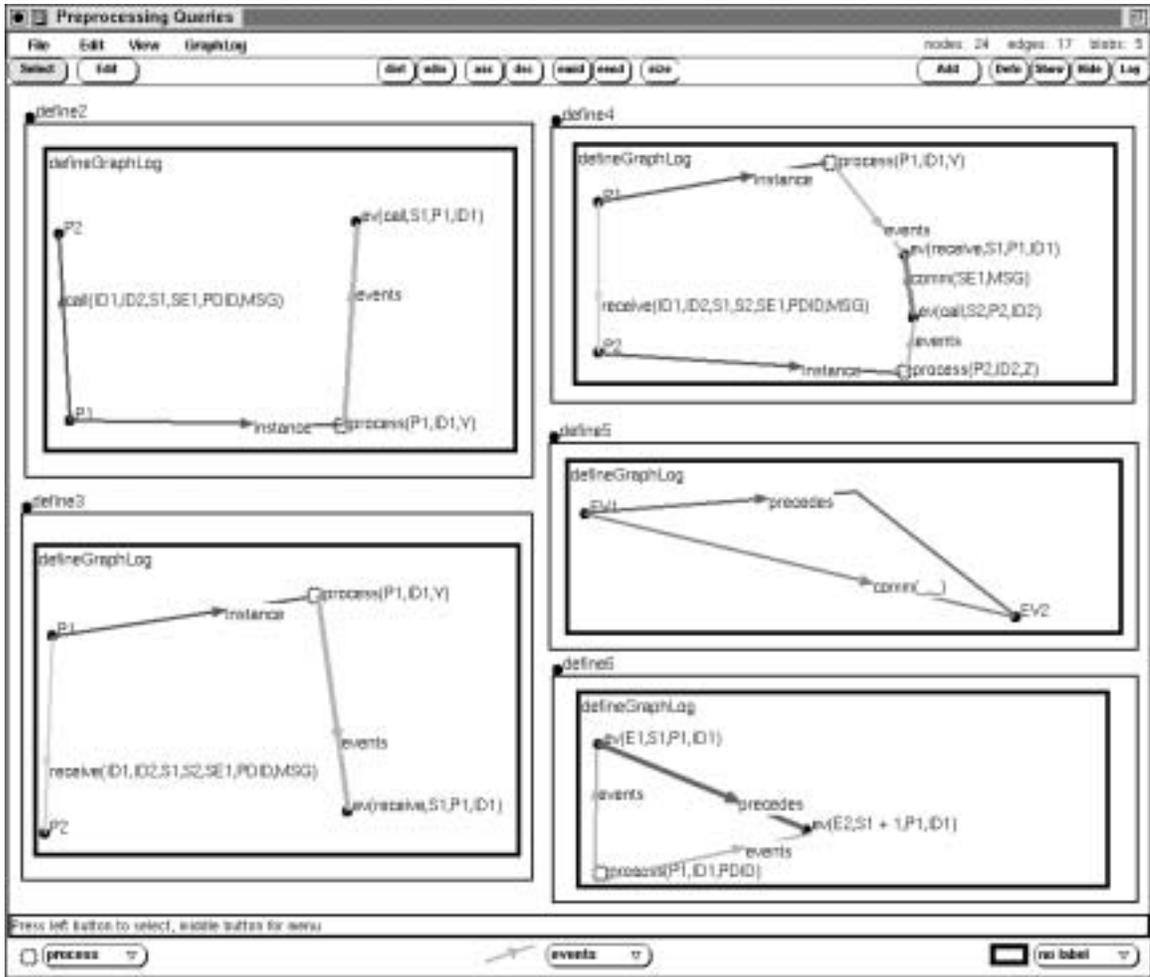 Preprocessing Queries
File Edit View GraphLog
nodes: 24 edges: 17 blobs: 5
Select Edit
asc
size
Add Defn Show Hide Log
define2
defineGraphLog
P2
ev(call,S1,P1,ID1)
call(ID1,ID2,S1,SE1,PDID,MSG)
events
P1
instance
process(P1,ID1,Y)
define3
defineGraphLog
process(P1,ID1,Y)
P1
instance
events
receive(ID1,ID2,S1,S2,SE1,PDID,MSG)
ev(receive,S1,P1,ID1)
P2
define4
defineGraphLog
process(P1,ID1,Y)
P1
instance
events
ev(receive,S1,P1,ID1)
comm(SE1,MSG)
receive(ID1,ID2,S1,S2,SE1,PDID,MSG)
ev(call,S2,P2,ID2)
P2
events
instance
process(P2,ID2,Z)
define5
defineGraphLog
EV1
precedes
comm(_,_)
EV2
define6
defineGraphLog
ev(E1,S1,P1,ID1)
events
precedes
ev(E2,S1 + 1,P1,ID1)
events
process(P1,ID1,PDID)
Press left button to select, middle button for menu
process
events
no label